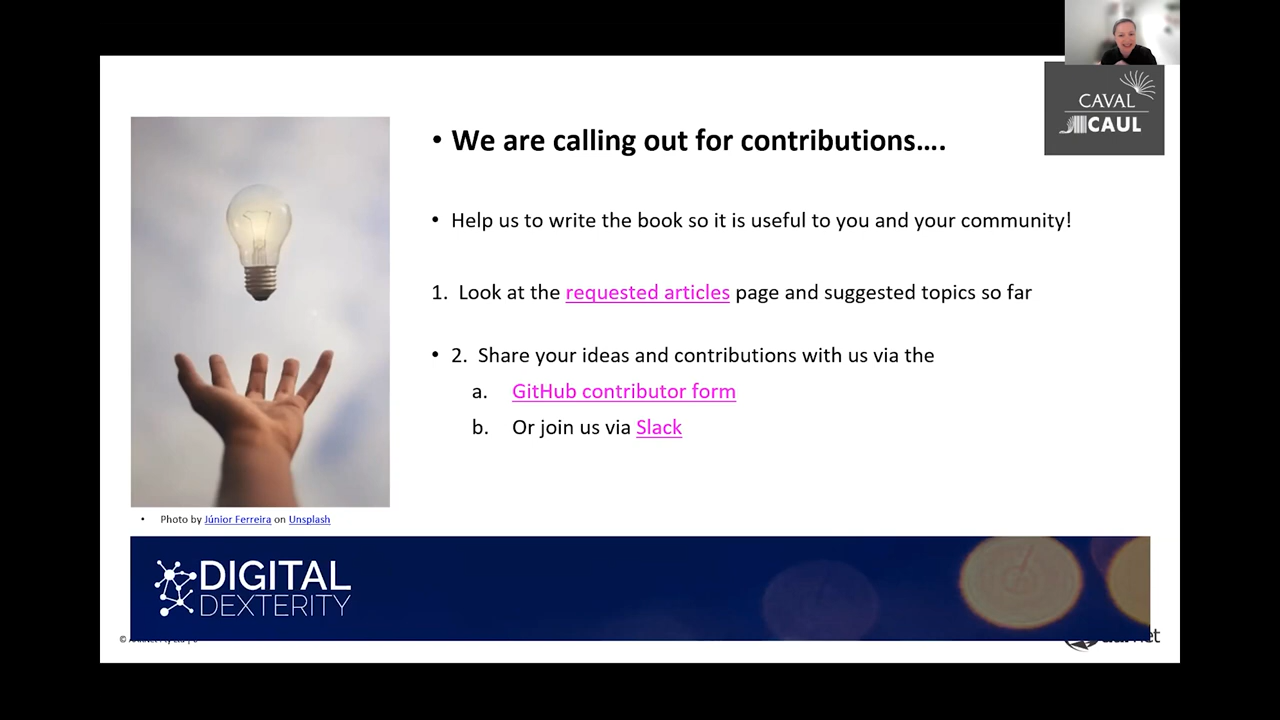 CAVAL
CAUL
• We are calling out for contributions....
• Help us to write the book so it is useful to you and your community!
1. Look at the requested articles page and suggested topics so far
• 2. Share your ideas and contributions with us via the
a. GitHub contributor form
b. Or join us via Slack
• Photo by Júnior Ferreira on Unsplash
DIGITAL
DEXTERITY